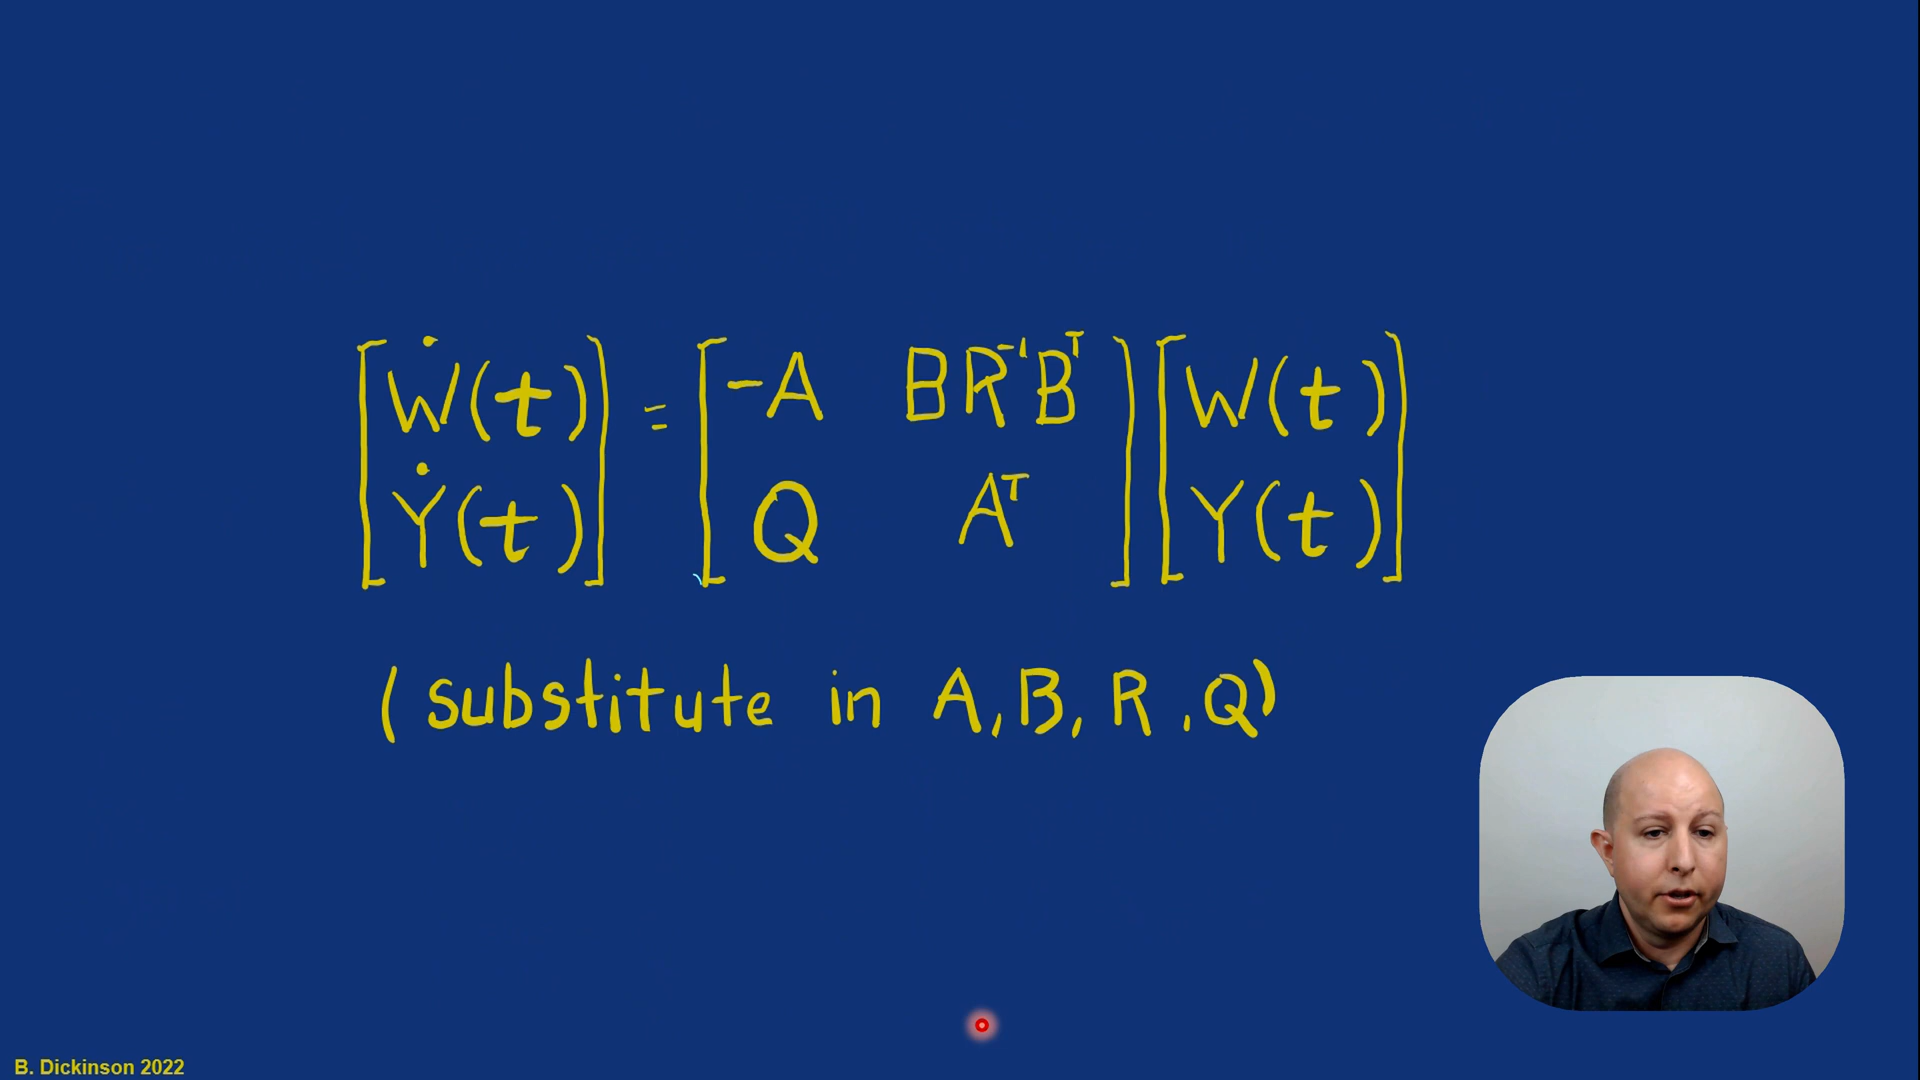 [Ẇ(t)] = [-A BR⁻¹Bᵀ] [W(t)]
[Ẏ(t)] [Q Aᵀ] [Y(t)]
(substitute in A, B, R, Q)
B. Dickinson 2022